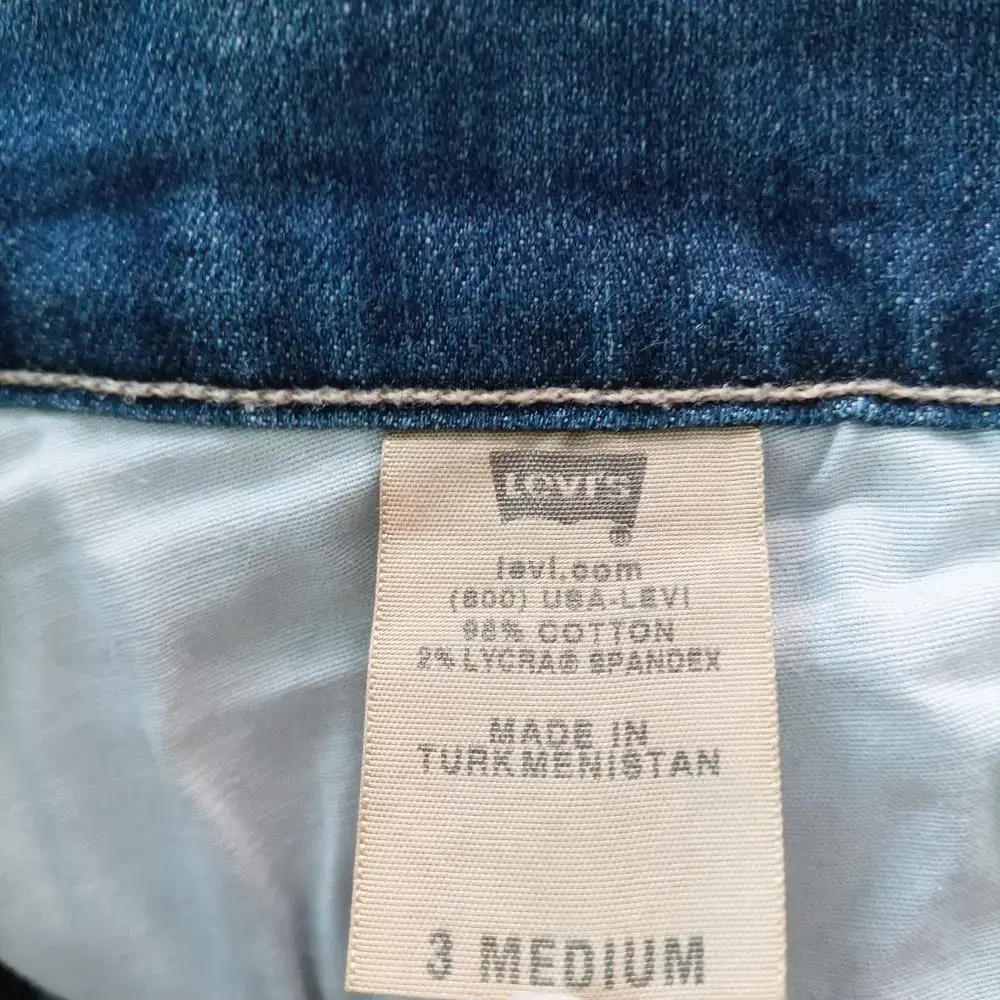 LEVI'S
®
levi.com
(800) USA-LEVI
98% COTTON
2% LYCRA® SPANDEX
MADE IN
TURKMENISTAN
3 MEDIUM